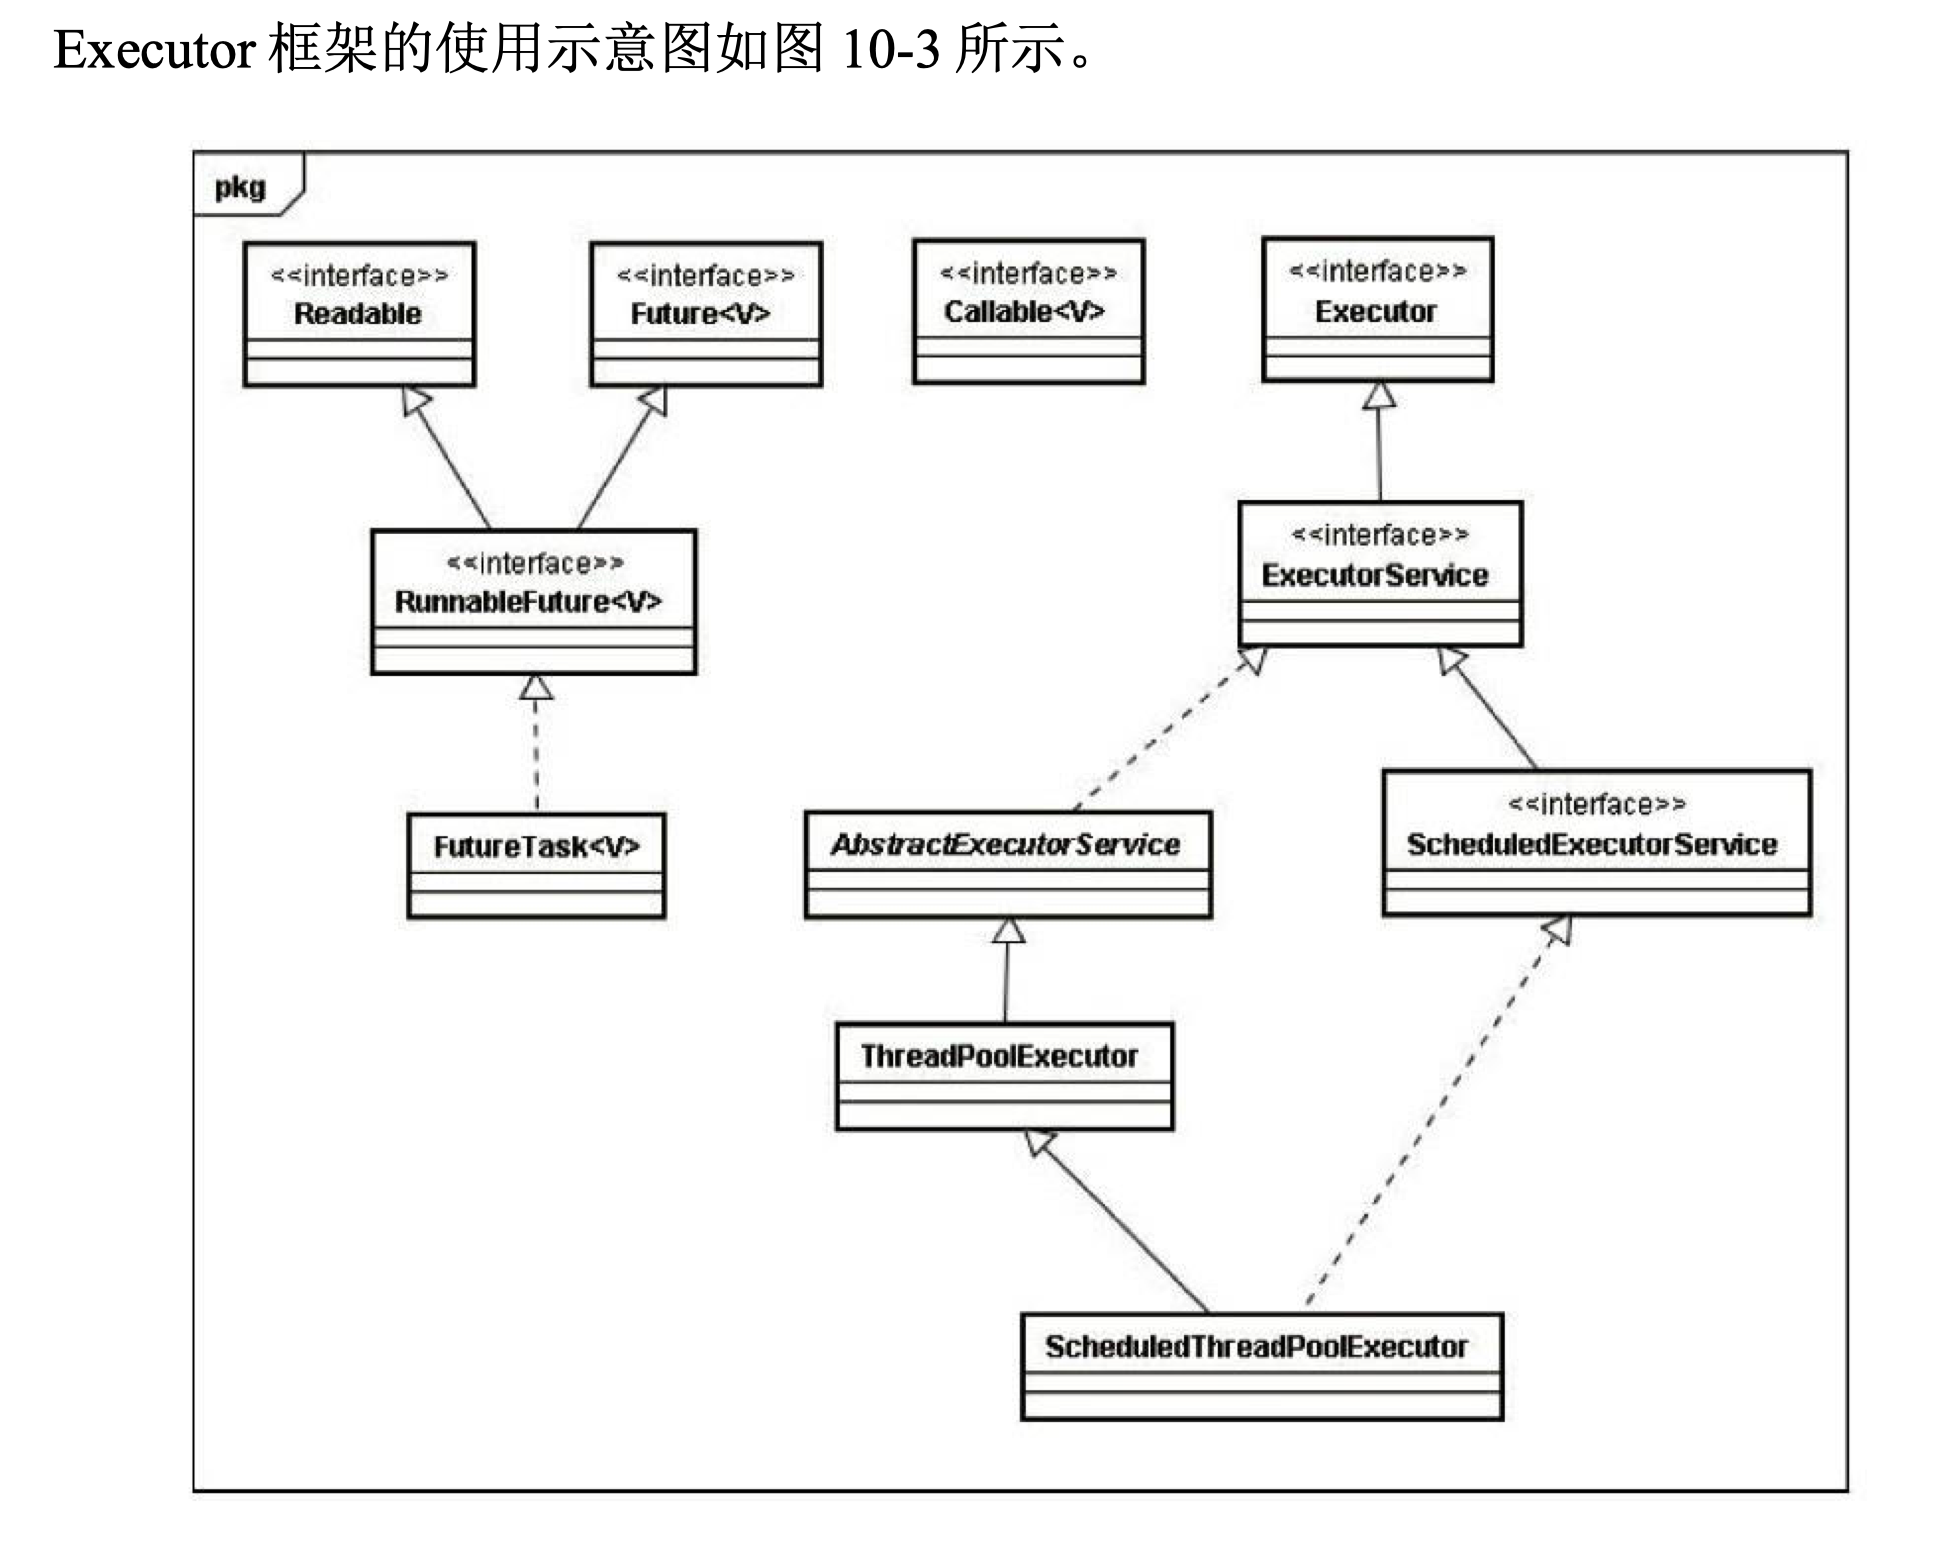 Executor 框架的使用示意图如图 10-3 所示。
pkg
<<interface>>
Readable
<<interface>>
Future<V>
<<interface>>
Callable<V>
<<interface>>
Executor
<<interface>>
RunnableFuture<V>
<<interface>>
ExecutorService
FutureTask<V>
AbstractExecutorService
<<interface>>
ScheduledExecutorService
ThreadPoolExecutor
ScheduledThreadPoolExecutor